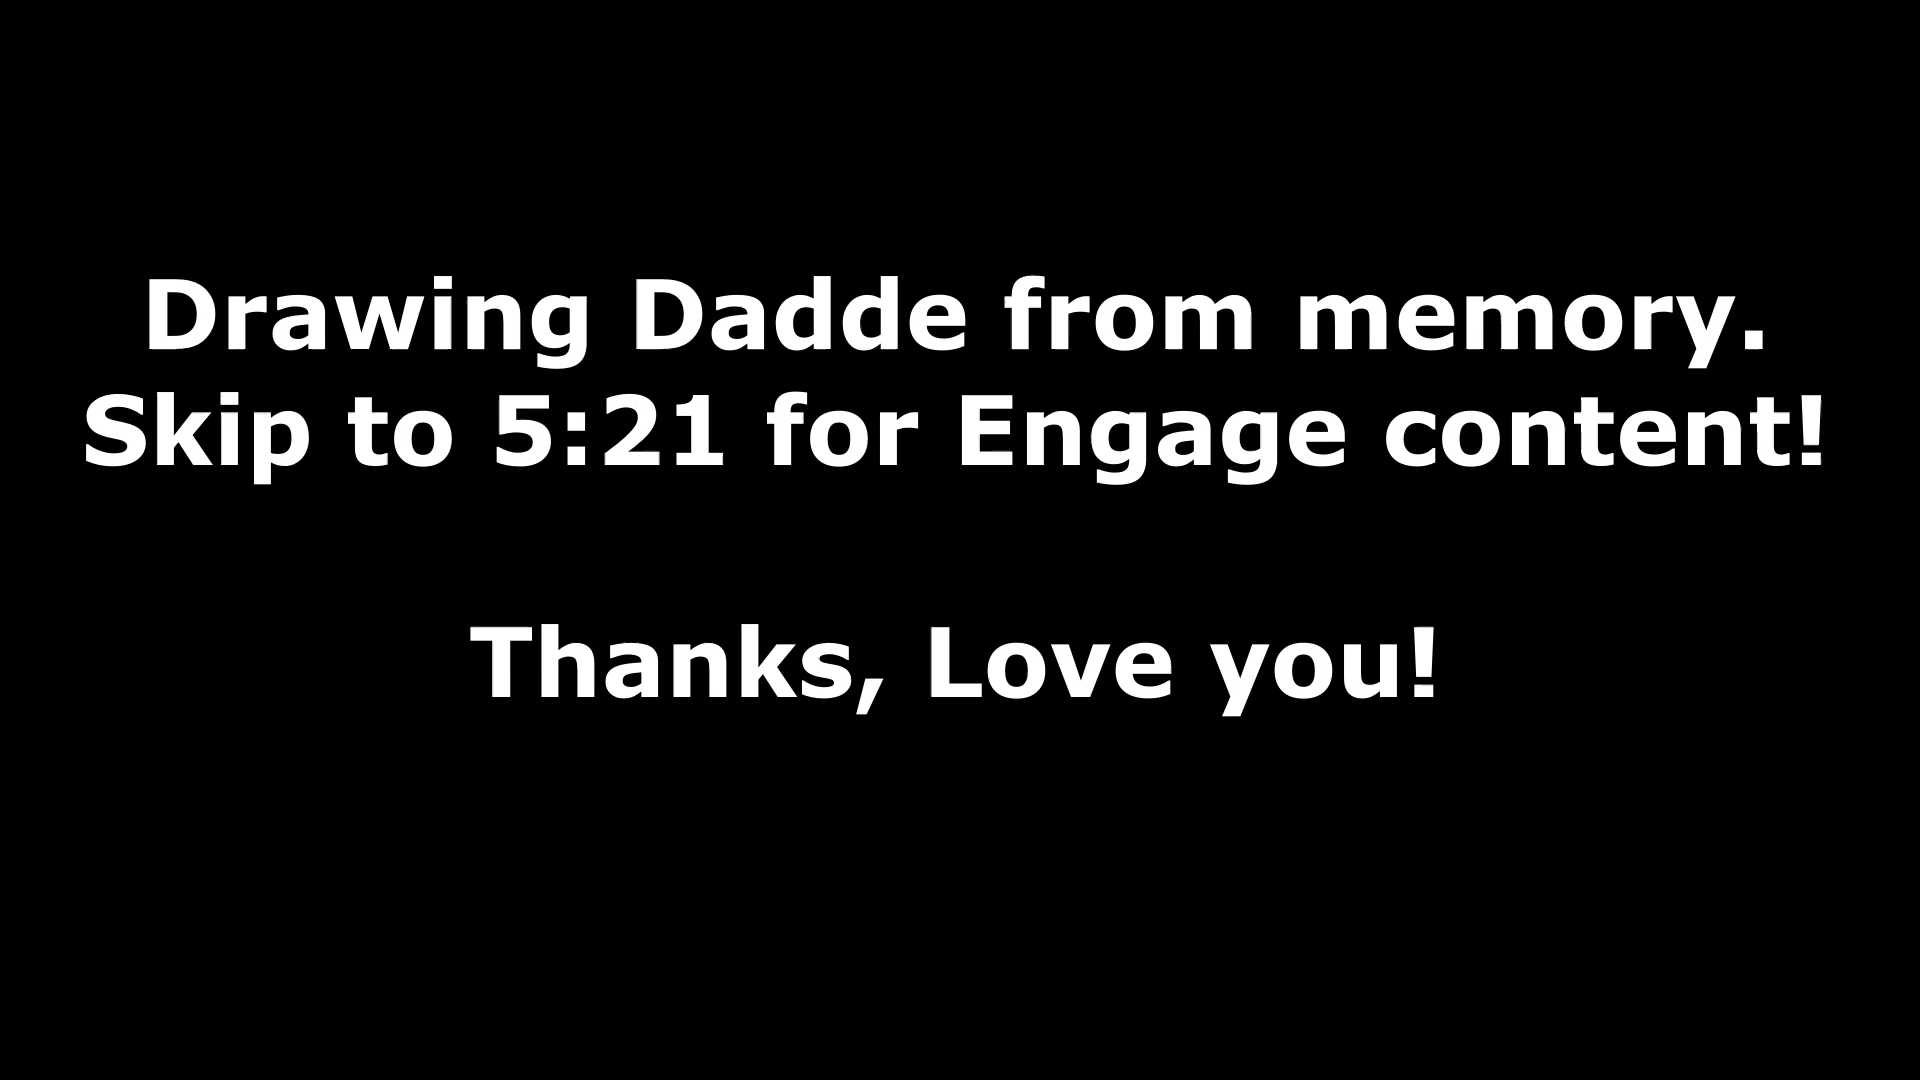 Drawing Dadde from memory.
Skip to 5:21 for Engage content!
Thanks, Love you!